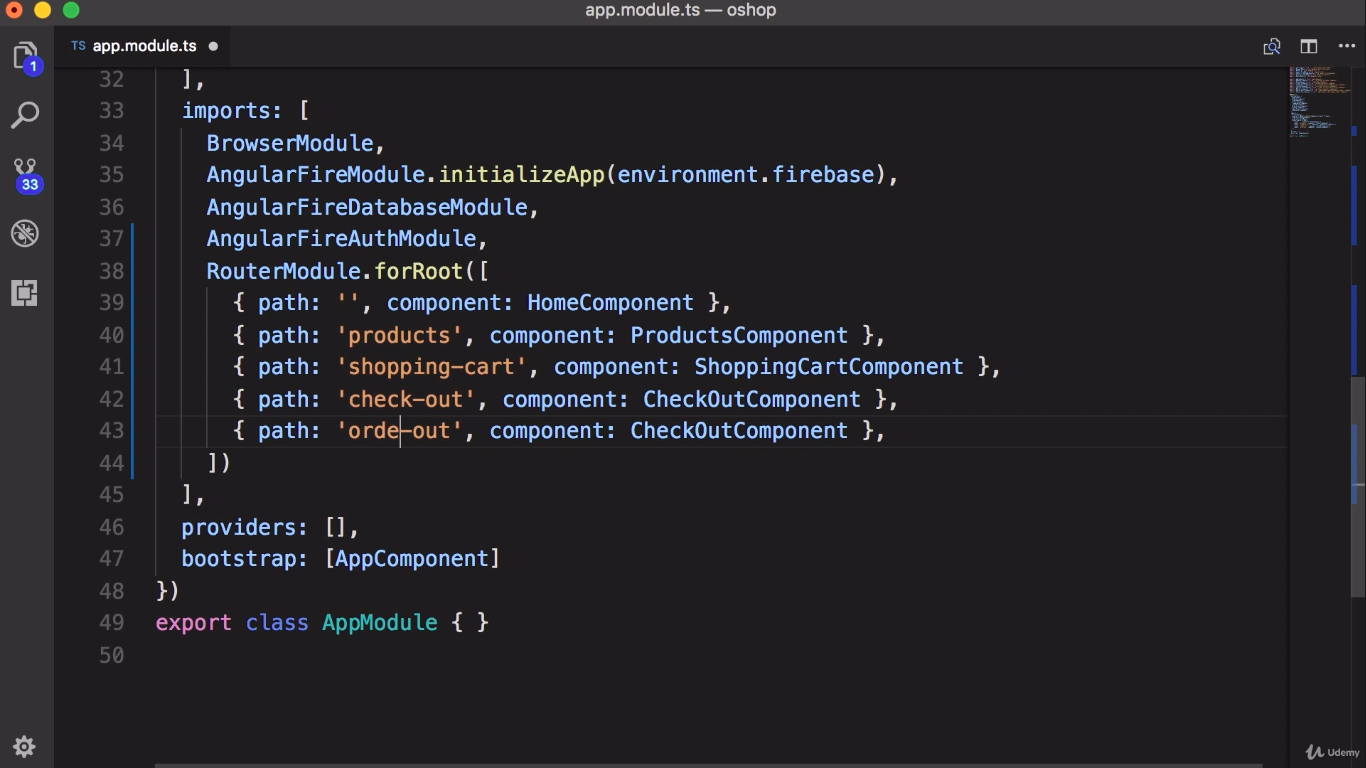 app.module.ts — oshop
TS app.module.ts
1
33
32 ],
33 imports: [
34 BrowserModule,
35 AngularFireModule.initializeApp(environment.firebase),
36 AngularFireDatabaseModule,
37 AngularFireAuthModule,
38 RouterModule.forRoot([
39 { path: '', component: HomeComponent },
40 { path: 'products', component: ProductsComponent },
41 { path: 'shopping-cart', component: ShoppingCartComponent },
42 { path: 'check-out', component: CheckOutComponent },
43 { path: 'orde-out', component: CheckOutComponent },
44 ])
45 ],
46 providers: [],
47 bootstrap: [AppComponent]
48 })
49 export class AppModule { }
50
Udemy